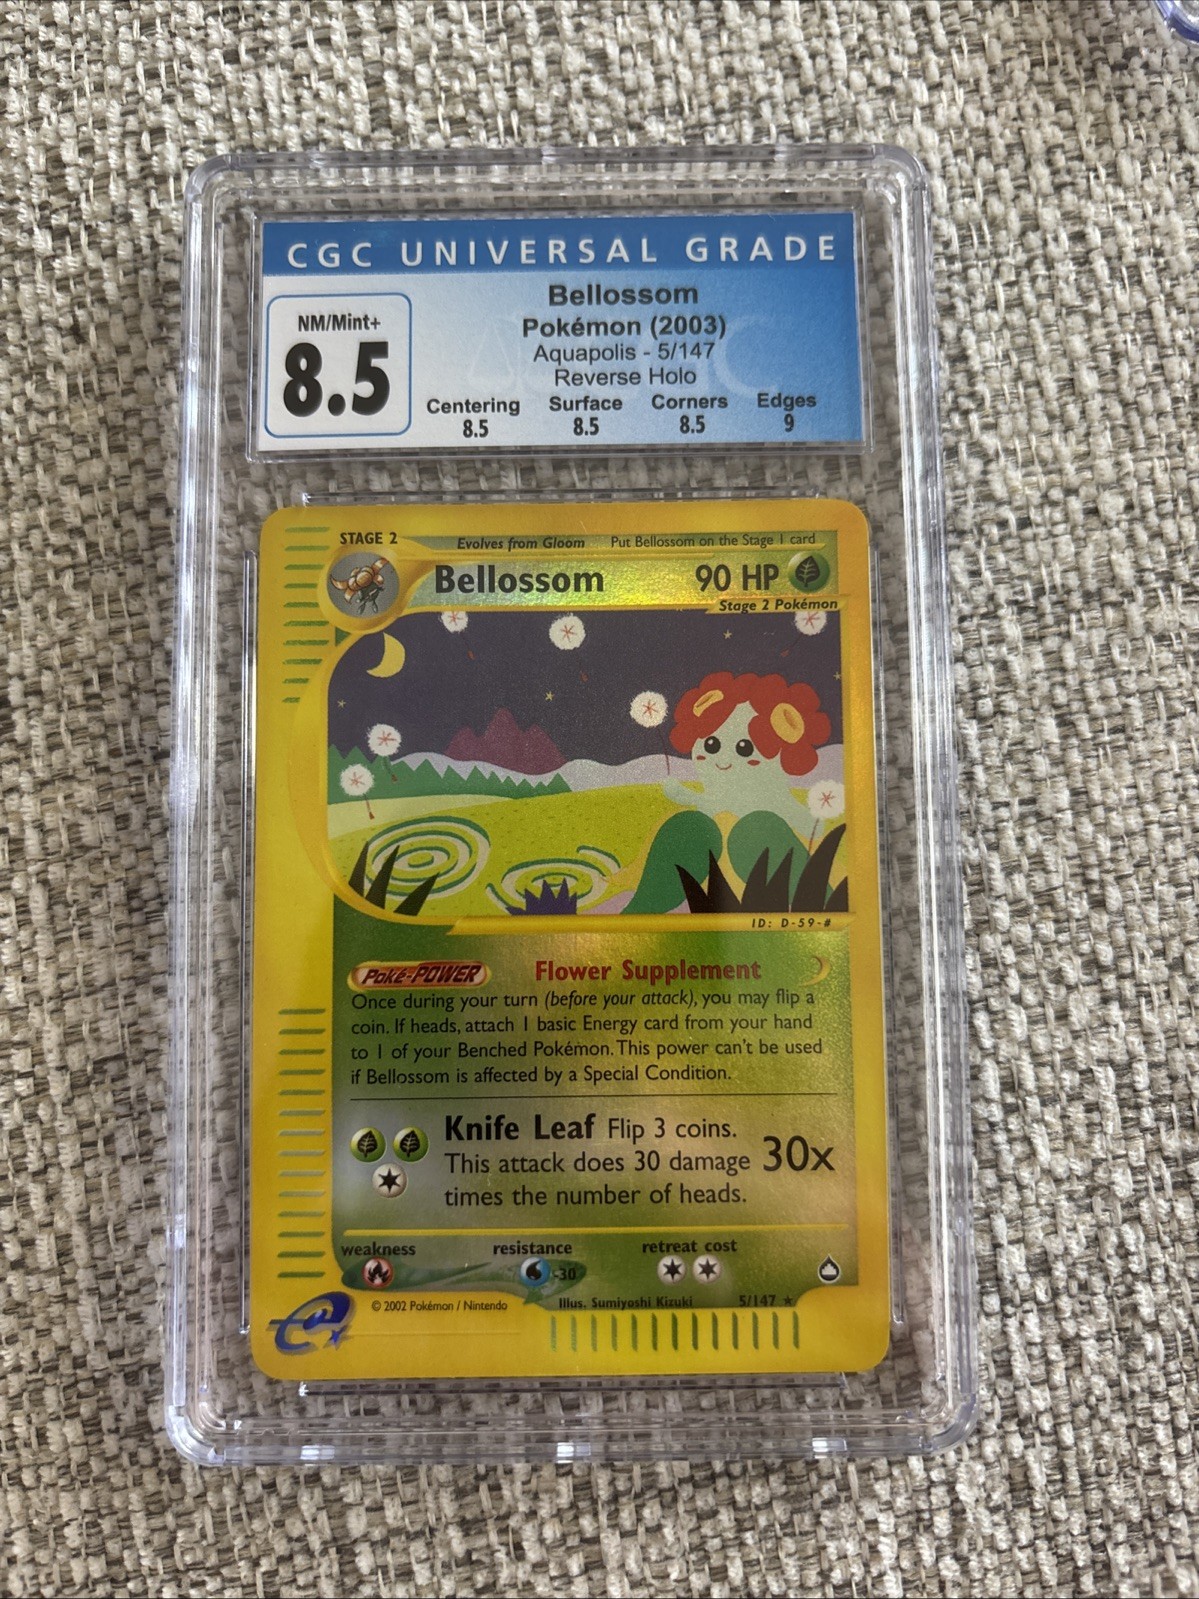 CGC UNIVERSAL GRADE
NM/Mint+
8.5
Bellossom
Pokémon (2003)
Aquapolis - 5/147
Reverse Holo
Centering Surface Corners Edges
8.5 8.5 8.5 9
STAGE 2 Evolves from Gloom Put Bellossom on the Stage 1 card
Bellossom 90 HP
Stage 2 Pokémon
ID: D-59-#
Poké-POWER Flower Supplement
Once during your turn (before your attack), you may flip a
coin. If heads, attach 1 basic Energy card from your hand
to 1 of your Benched Pokémon. This power can't be used
if Bellossom is affected by a Special Condition.
Knife Leaf Flip 3 coins.
This attack does 30 damage 30x
times the number of heads.
weakness resistance retreat cost
-30
© 2002 Pokémon / Nintendo Illus. Sumiyoshi Kizuki 5/147 ★
e